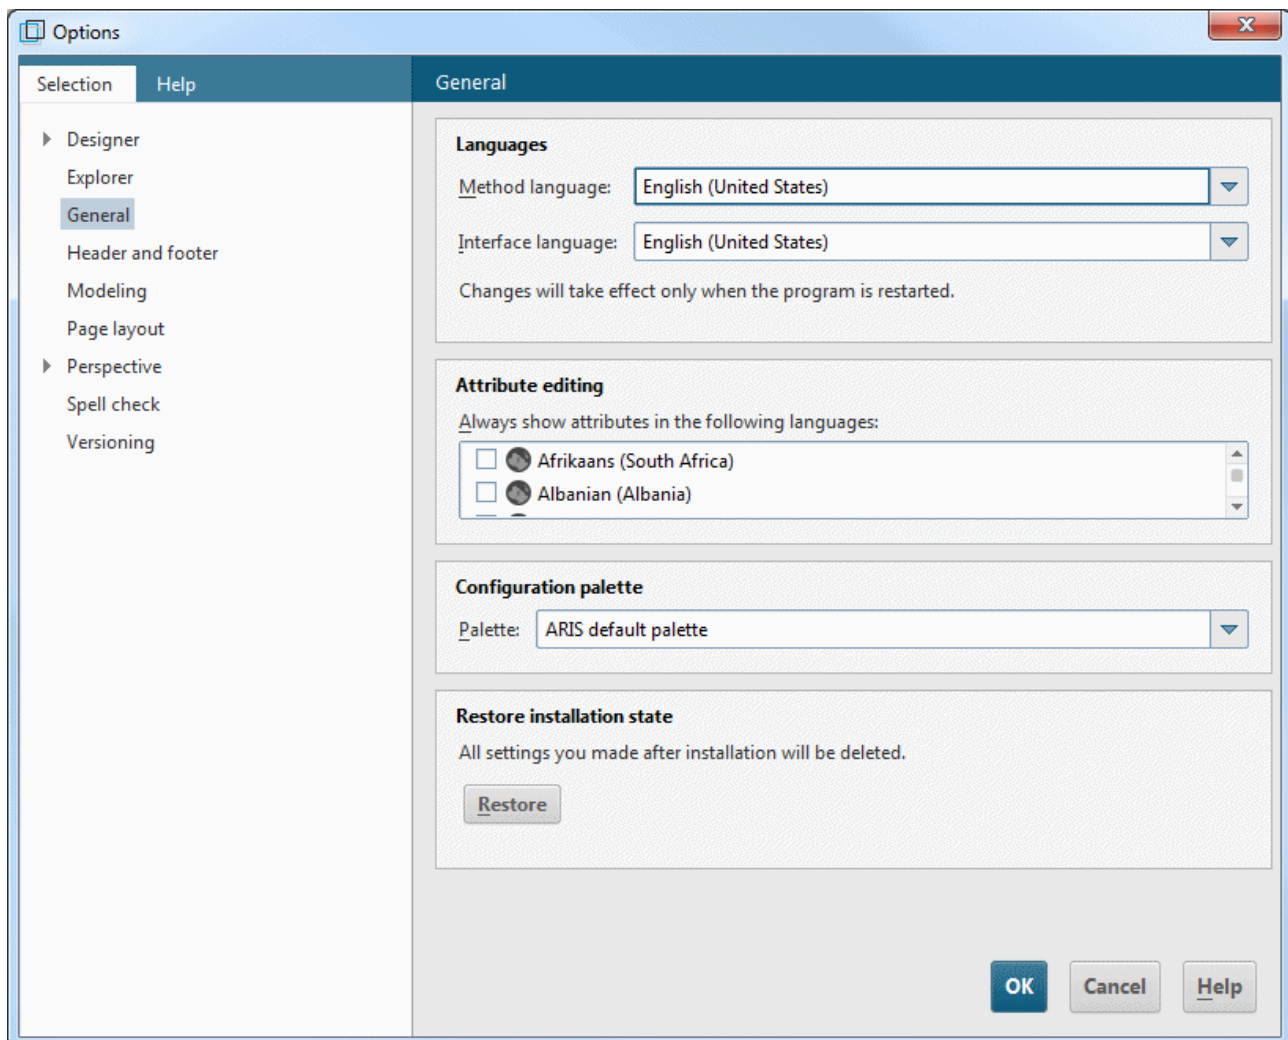 Options
Selection
Help
Designer
Explorer
General
Header and footer
Modeling
Page layout
Perspective
Spell check
Versioning
General
Languages
Method language: English (United States)
Interface language: English (United States)
Changes will take effect only when the program is restarted.
Attribute editing
Always show attributes in the following languages:
Afrikaans (South Africa)
Albanian (Albania)
Configuration palette
Palette: ARIS default palette
Restore installation state
All settings you made after installation will be deleted.
Restore
OK Cancel Help